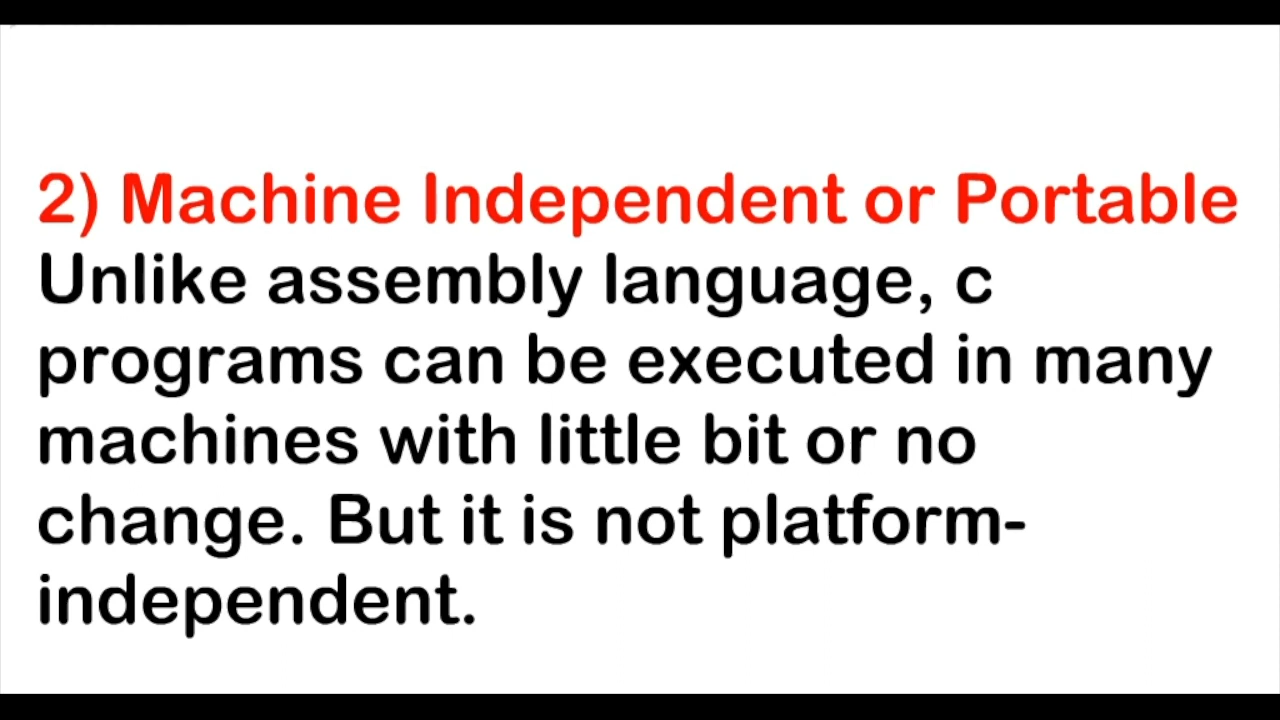 2) Machine Independent or Portable
Unlike assembly language, c
programs can be executed in many
machines with little bit or no
change. But it is not platform-
independent.